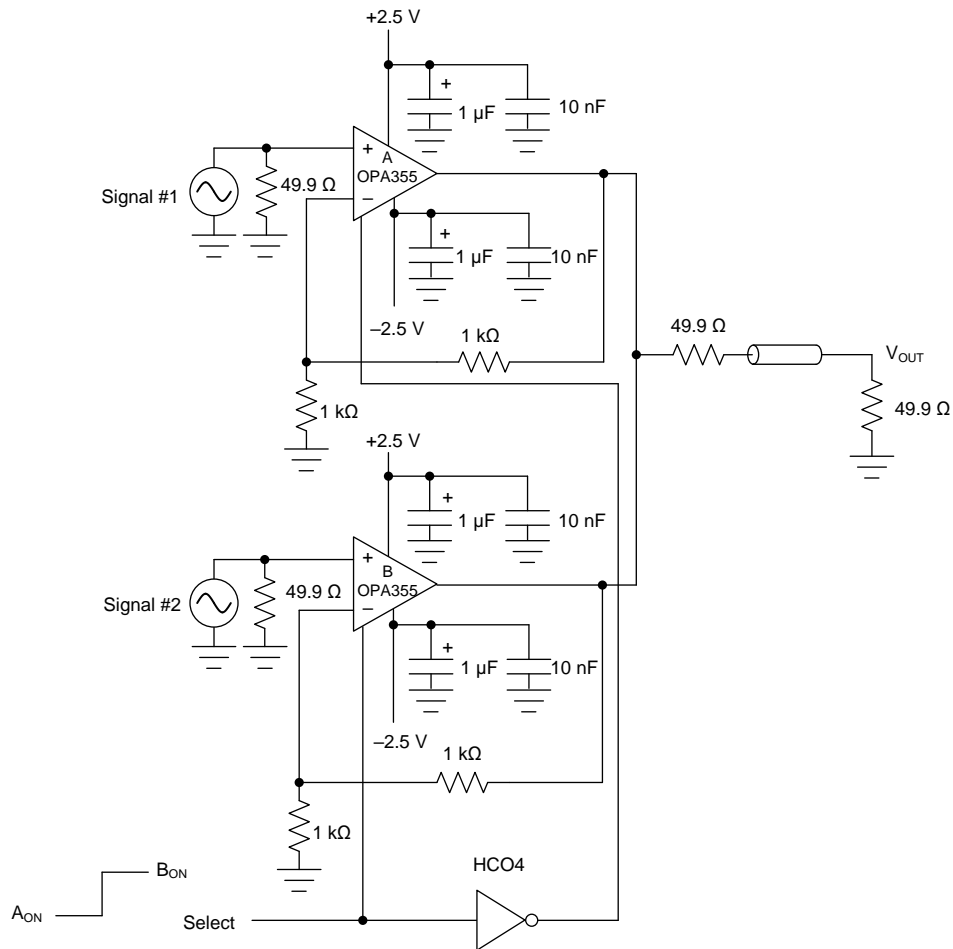 +2.5 V
+
1 µF
10 nF
+
A
OPA355
–
Signal #1
49.9 Ω
+
1 µF
10 nF
–2.5 V
1 kΩ
49.9 Ω
VOUT
1 kΩ
49.9 Ω
+2.5 V
+
1 µF
10 nF
+
B
OPA355
–
Signal #2
49.9 Ω
+
1 µF
10 nF
–2.5 V
1 kΩ
1 kΩ
HCO4
BON
AON
Select